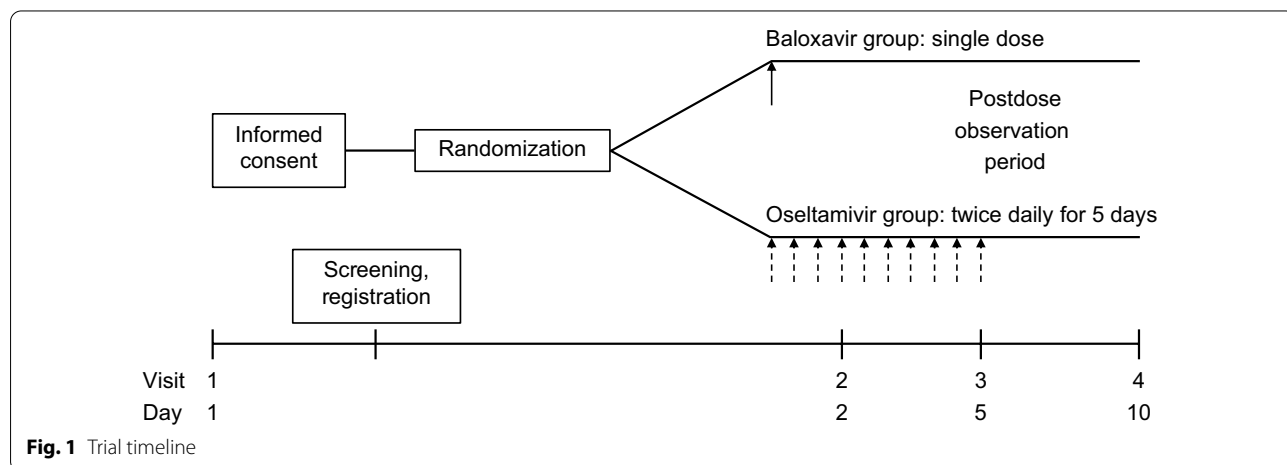 Baloxavir group: single dose
Informed
consent
Randomization
Postdose
observation
period
Oseltamivir group: twice daily for 5 days
Screening,
registration
Visit 1 2 3 4
Day 1 2 5 10
Fig. 1 Trial timeline